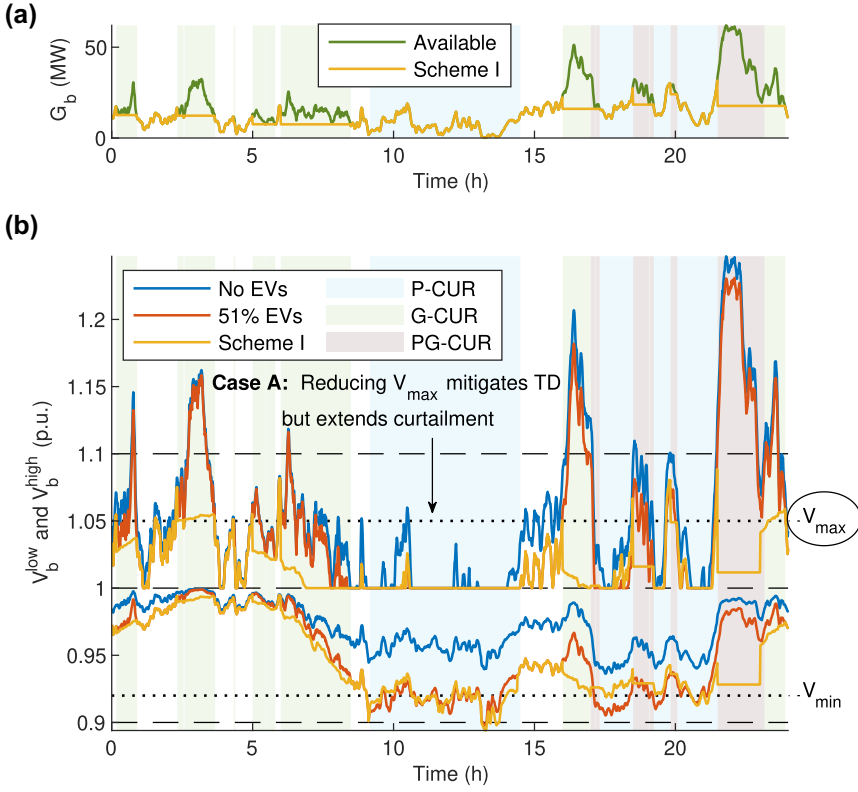 (a)
50
0
G_b (MW)
Available
Scheme I
0 5 10 15 20
Time (h)
(b)
1.2
1.15
1.1
1.05
1
0.95
0.9
V_b^low and V_b^high (p.u.)
No EVs P-CUR
51% EVs G-CUR
Scheme I PG-CUR
Case A: Reducing V_max mitigates TD
but extends curtailment
V_max
V_min
0 5 10 15 20
Time (h)